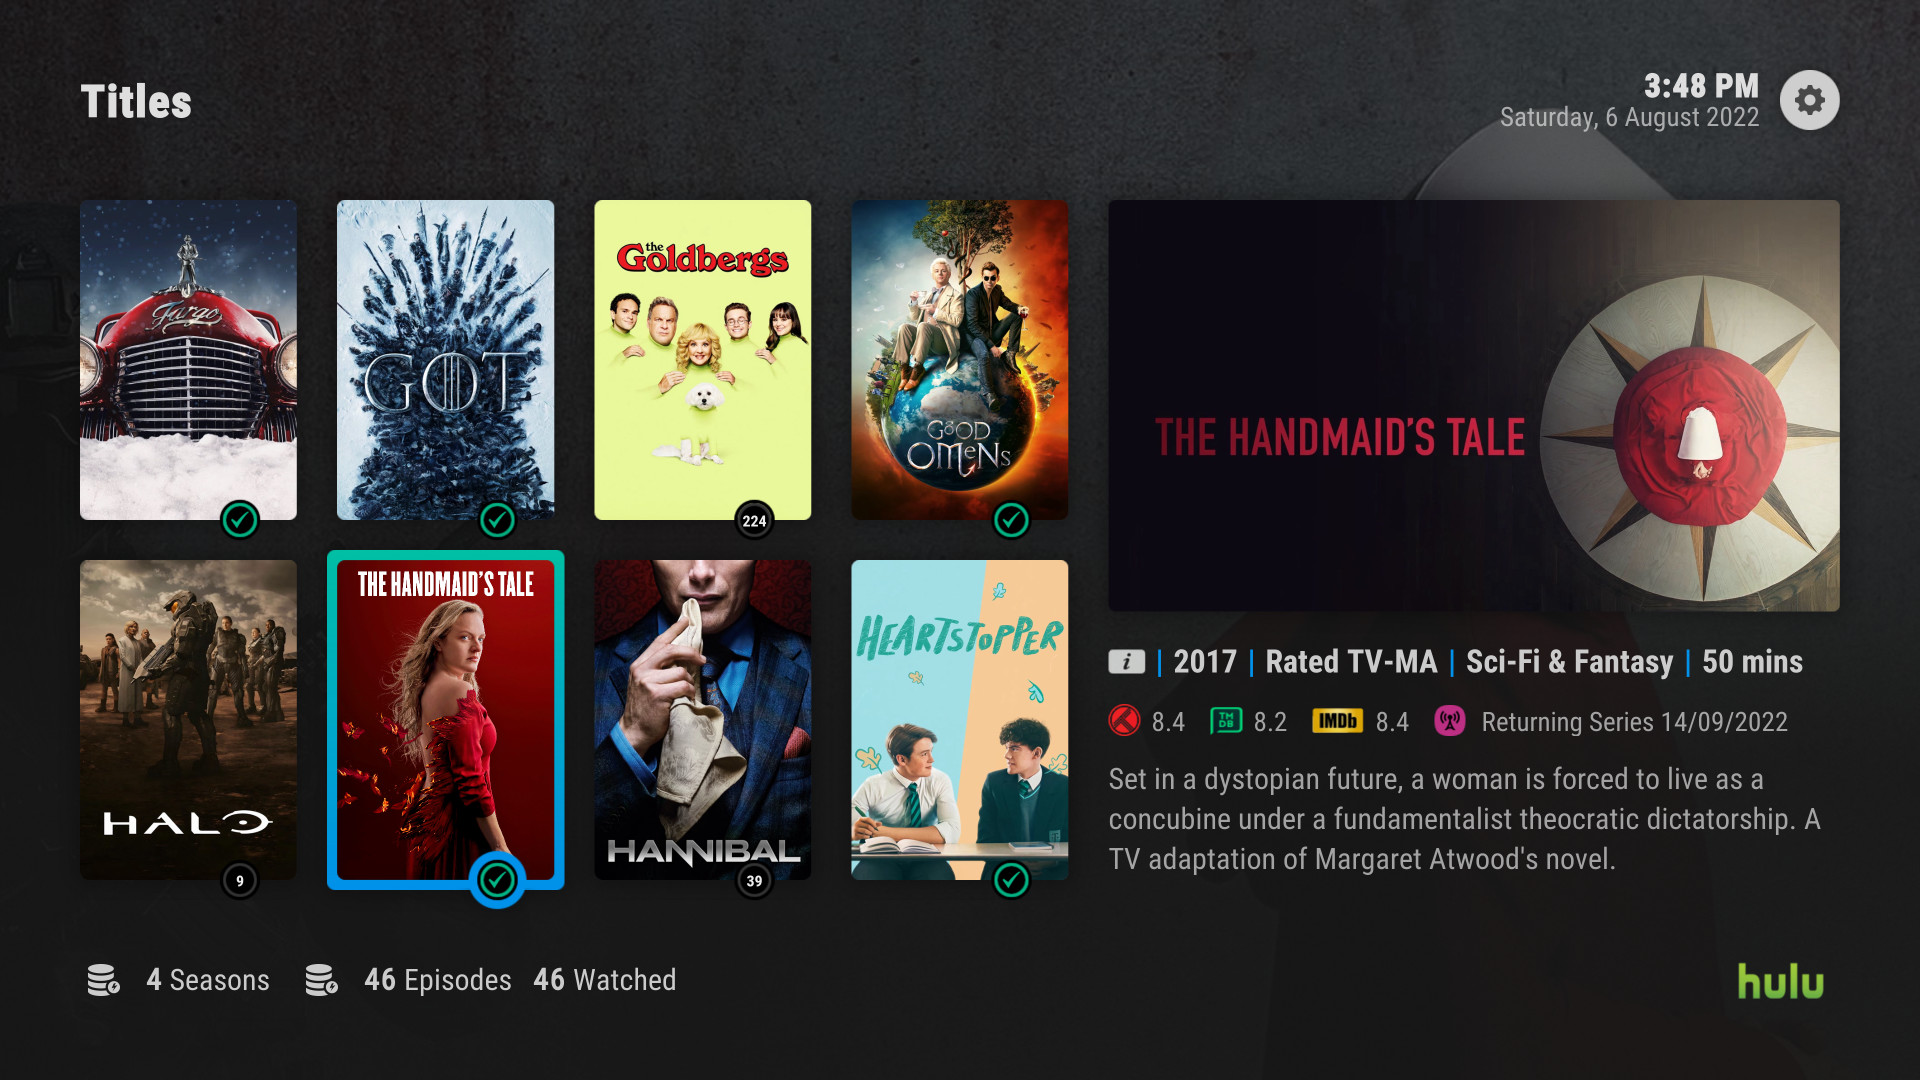 Titles
3:48 PM
Saturday, 6 August 2022
Fargo
GOT
the
Goldbergs
GOOD
OMENS
THE HANDMAID'S TALE
224
HALO
THE HANDMAID'S TALE
HANNIBAL
HEARTSTOPPER
9
39
i | 2017 | Rated TV-MA | Sci-Fi & Fantasy | 50 mins
8.4 TMDB 8.2 IMDb 8.4 Returning Series 14/09/2022
Set in a dystopian future, a woman is forced to live as a
concubine under a fundamentalist theocratic dictatorship. A
TV adaptation of Margaret Atwood's novel.
4 Seasons 46 Episodes 46 Watched
hulu